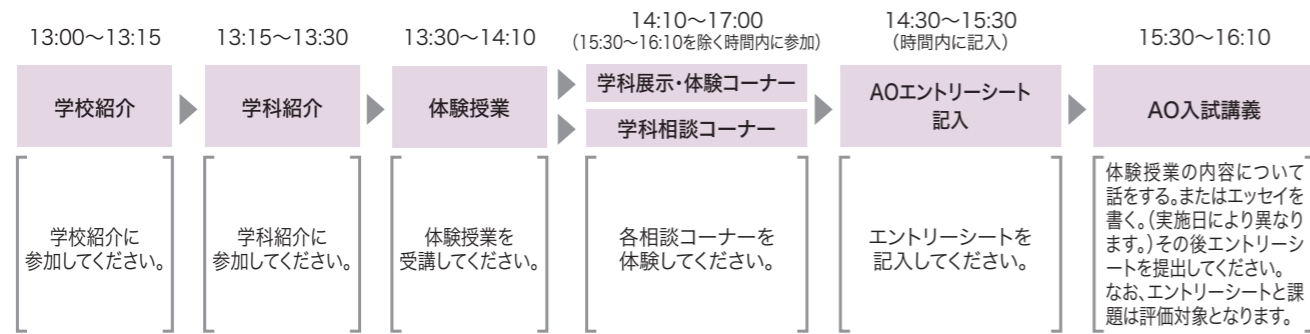 13:00〜13:15
学校紹介
学校紹介に
参加してください。
13:15〜13:30
学科紹介
学科紹介に
参加してください。
13:30〜14:10
体験授業
体験授業を
受講してください。
14:10〜17:00
(15:30〜16:10を除く時間内に参加)
学科展示・体験コーナー
学科相談コーナー
各相談コーナーを
体験してください。
14:30〜15:30
(時間内に記入)
AOエントリーシート
記入
エントリーシートを
記入してください。
15:30〜16:10
AO入試講義
体験授業の内容について
話をする。またはエッセイを
書く。(実施日により異なり
ます。)その後エントリーシ
ートを提出してください。
なお、エントリーシートと課
題は評価対象となります。